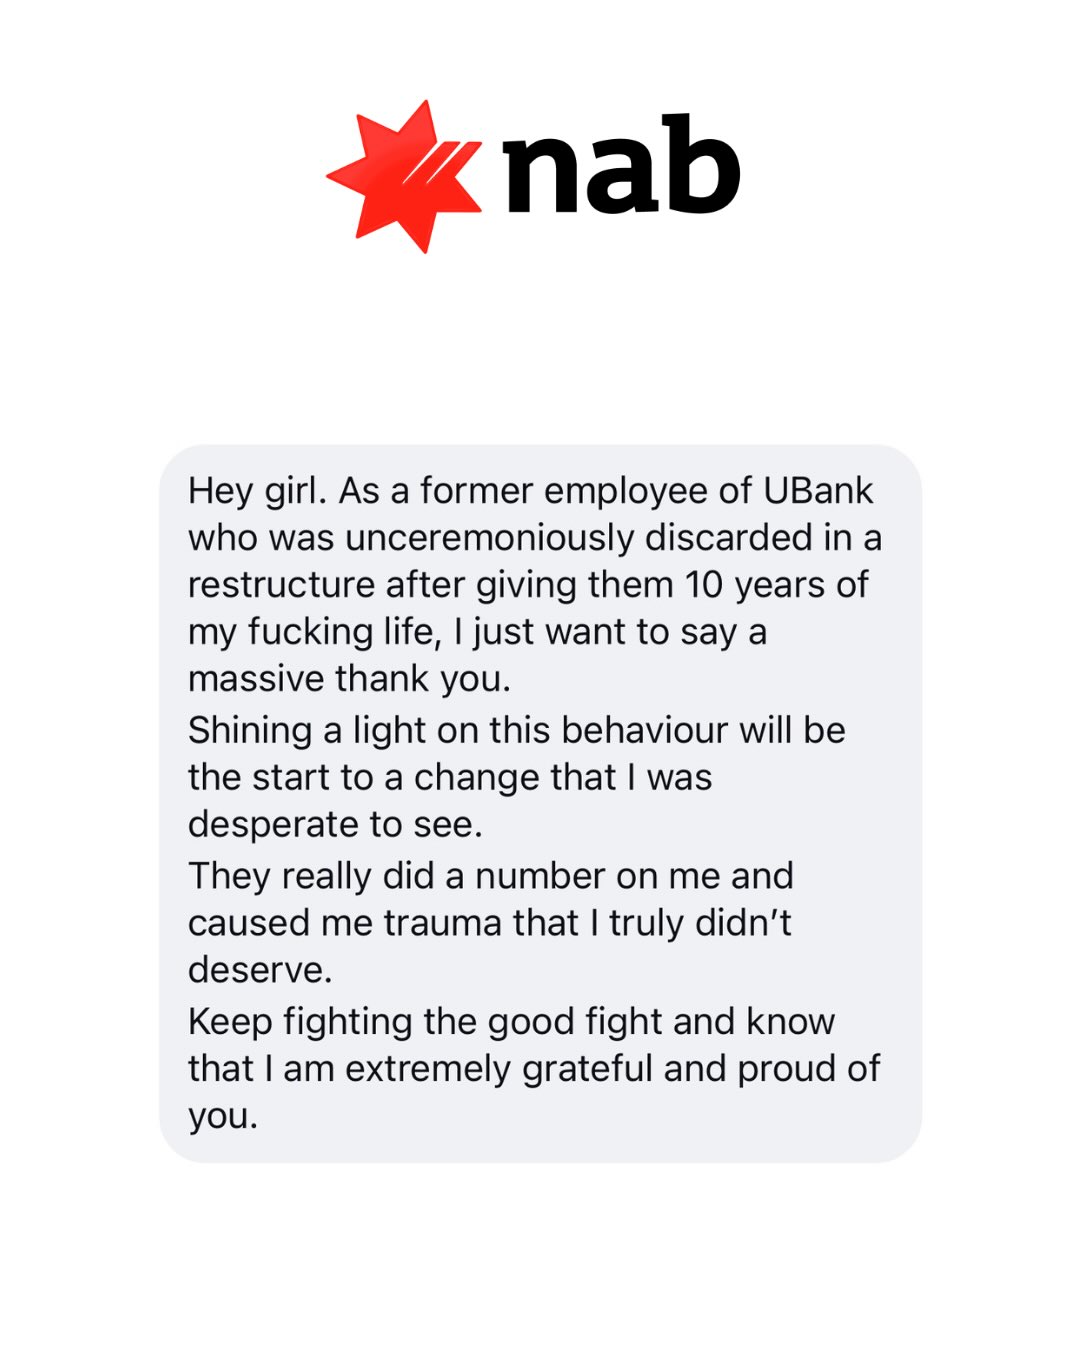 nab
Hey girl. As a former employee of UBank
who was unceremoniously discarded in a
restructure after giving them 10 years of
my fucking life, I just want to say a
massive thank you.
Shining a light on this behaviour will be
the start to a change that I was
desperate to see.
They really did a number on me and
caused me trauma that I truly didn’t
deserve.
Keep fighting the good fight and know
that I am extremely grateful and proud of
you.